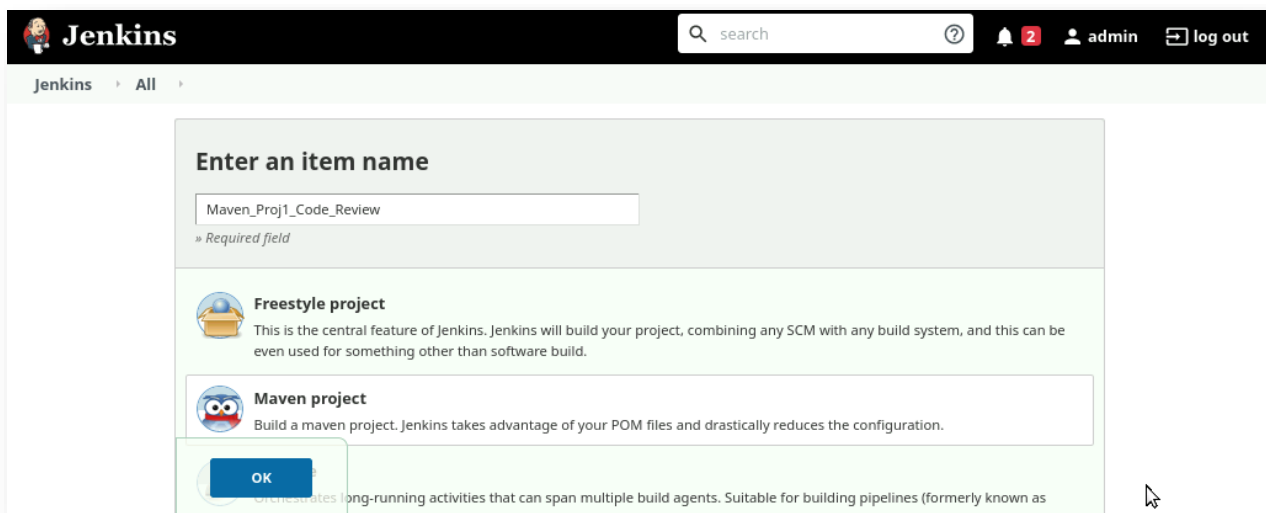 Jenkins
search
2
admin
log out
Jenkins
All
Enter an item name
Maven_Proj1_Code_Review
» Required field
Freestyle project
This is the central feature of Jenkins. Jenkins will build your project, combining any SCM with any build system, and this can be
even used for something other than software build.
Maven project
Build a maven project. Jenkins takes advantage of your POM files and drastically reduces the configuration.
OK
Orchestrates long-running activities that can span multiple build agents. Suitable for building pipelines (formerly known as